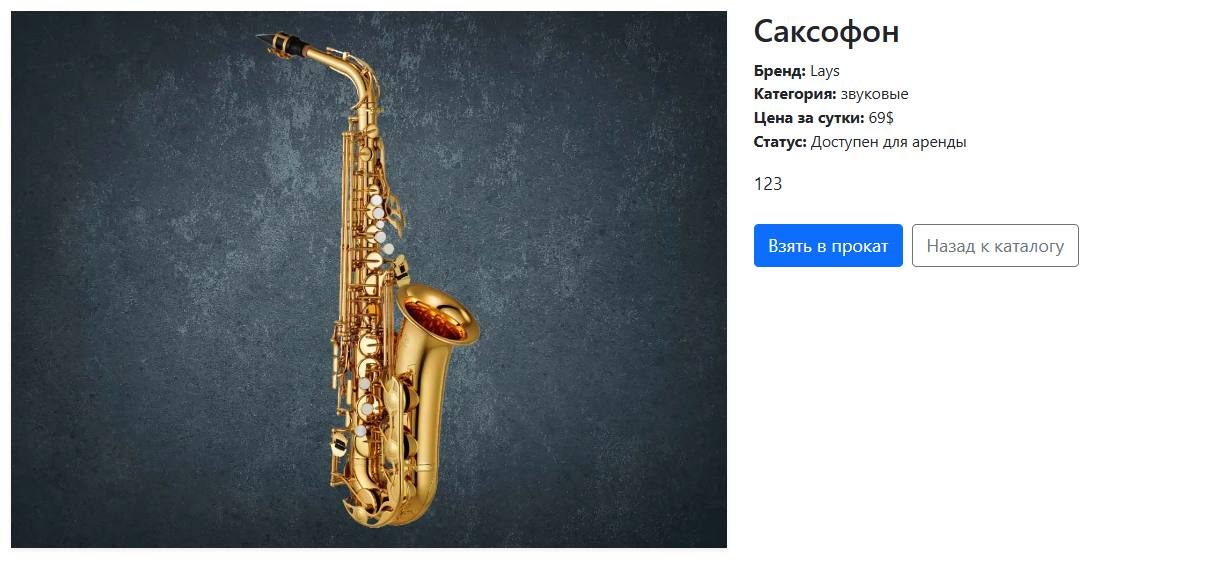 Саксофон
Бренд: Lays
Категория: звуковые
Цена за сутки: 69$
Статус: Доступен для аренды
123
Взять в прокат
Назад к каталогу